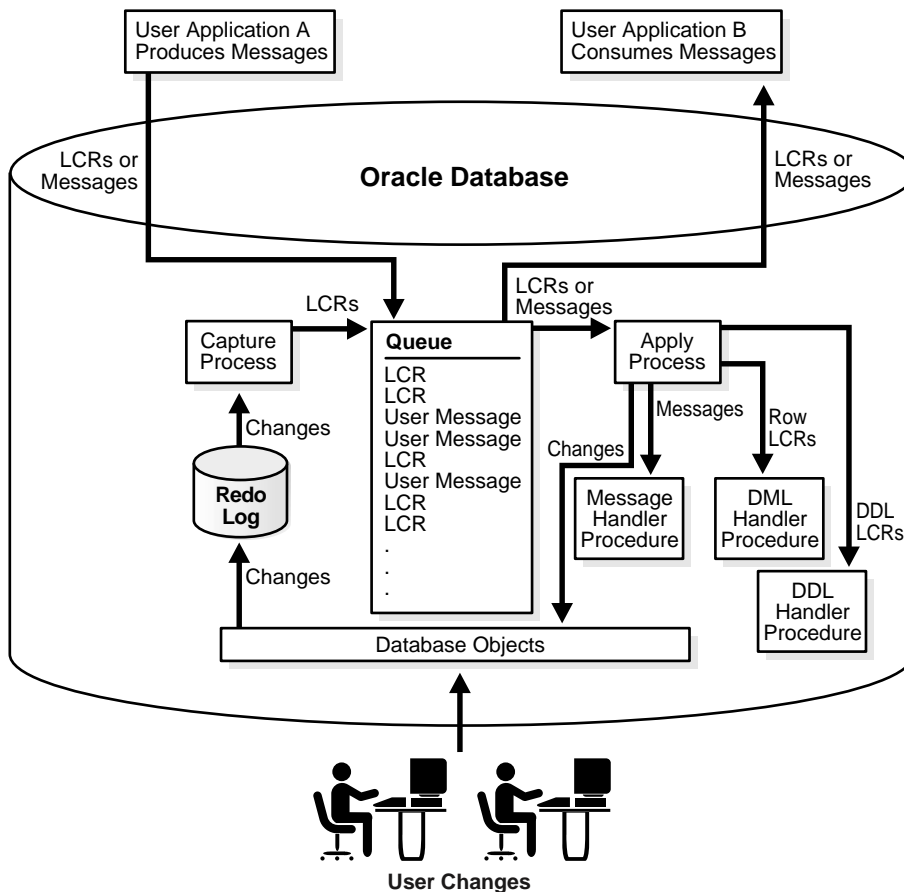 User Application A
Produces Messages
User Application B
Consumes Messages
LCRs or
Messages
Oracle Database
LCRs or
Messages
LCRs
LCRs or
Messages
Capture
Process
Queue
LCR
LCR
User Message
User Message
LCR
User Message
LCR
LCR
.
.
.
Apply
Process
Changes
Messages
Row
LCRs
Changes
Redo
Log
Message
Handler
Procedure
DML
Handler
Procedure
DDL
LCRs
Changes
DDL
Handler
Procedure
Database Objects
User Changes